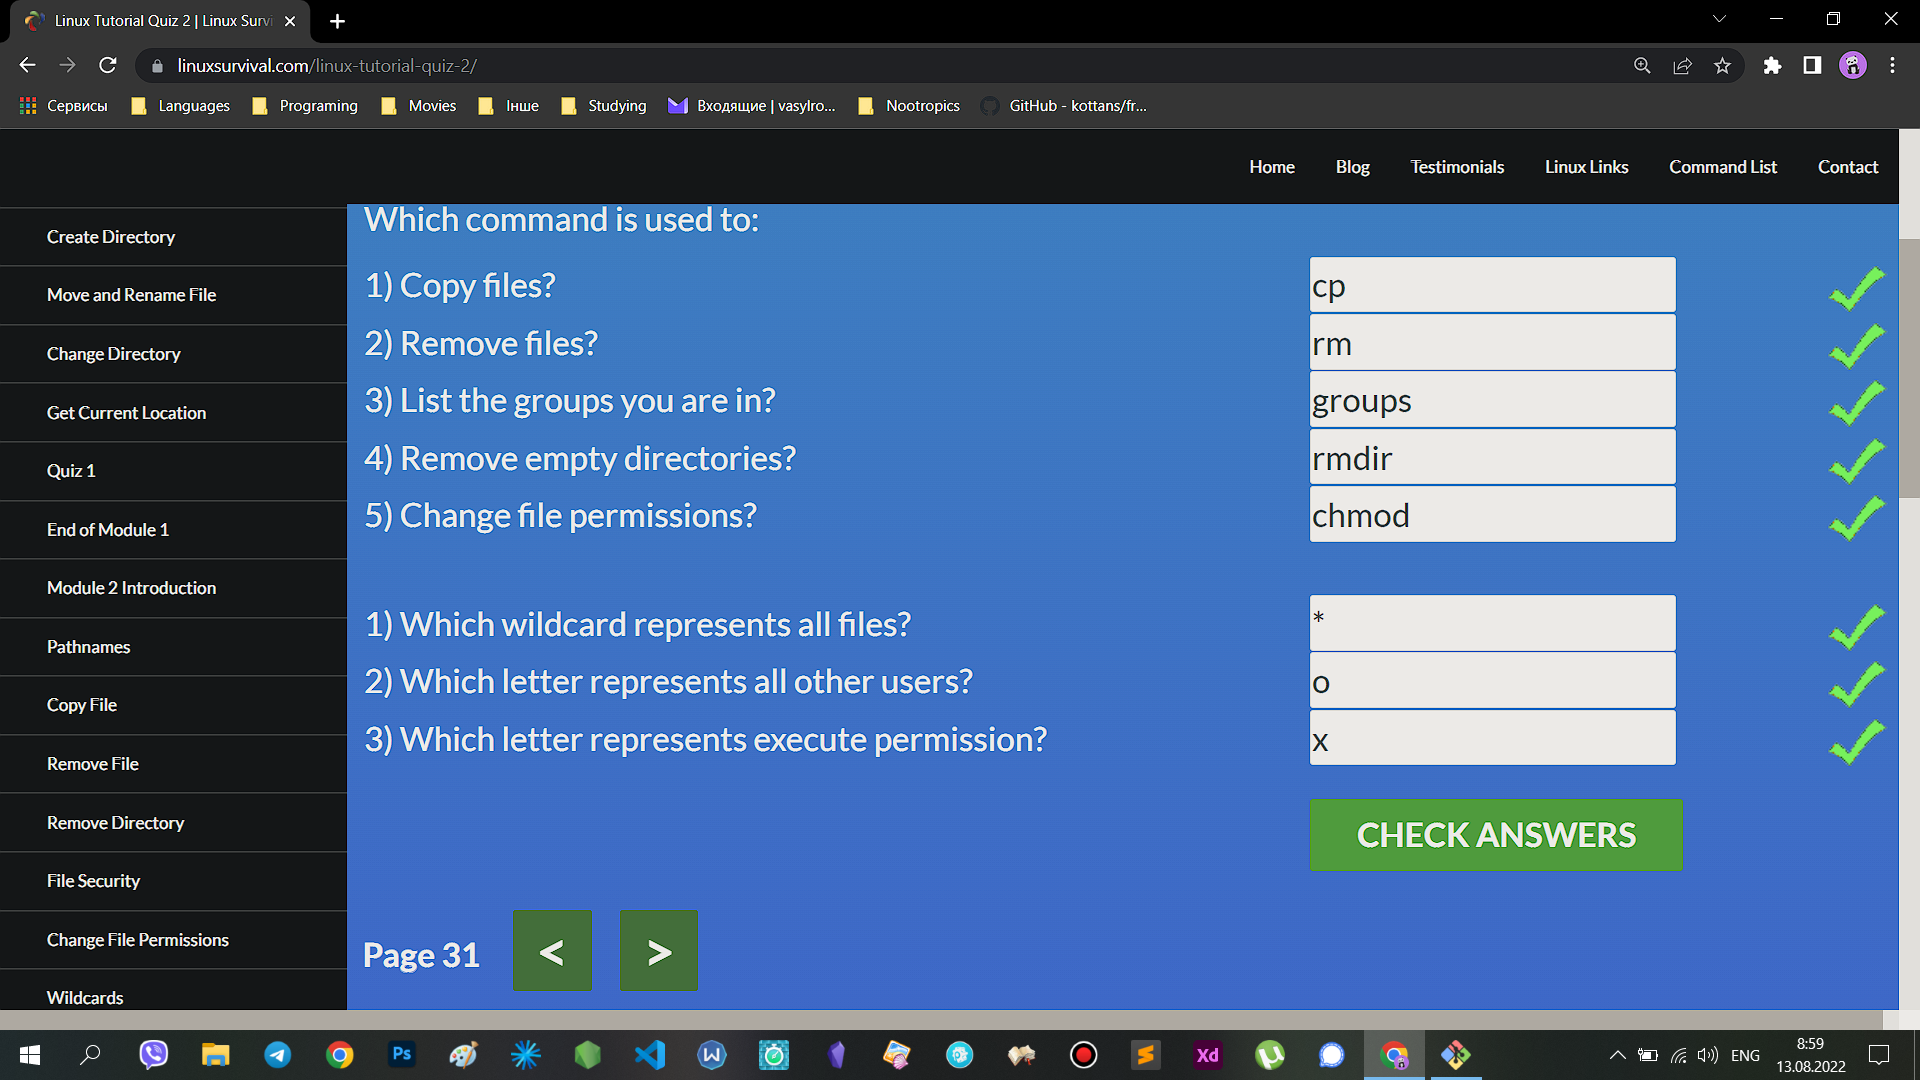 Linux Tutorial Quiz 2 | Linux Survi
linuxsurvival.com/linux-tutorial-quiz-2/
Сервисы Languages Programing Movies Інше Studying Входящие | vasylro... Nootropics GitHub - kottans/fr...
Home Blog Testimonials Linux Links Command List Contact
Create Directory
Move and Rename File
Change Directory
Get Current Location
Quiz 1
End of Module 1
Module 2 Introduction
Pathnames
Copy File
Remove File
Remove Directory
File Security
Change File Permissions
Wildcards
Which command is used to:
1) Copy files? cp
2) Remove files? rm
3) List the groups you are in? groups
4) Remove empty directories? rmdir
5) Change file permissions? chmod
1) Which wildcard represents all files? *
2) Which letter represents all other users? o
3) Which letter represents execute permission? x
CHECK ANSWERS
Page 31 < >
Ps
W
Xd
ENG
8:59
13.08.2022